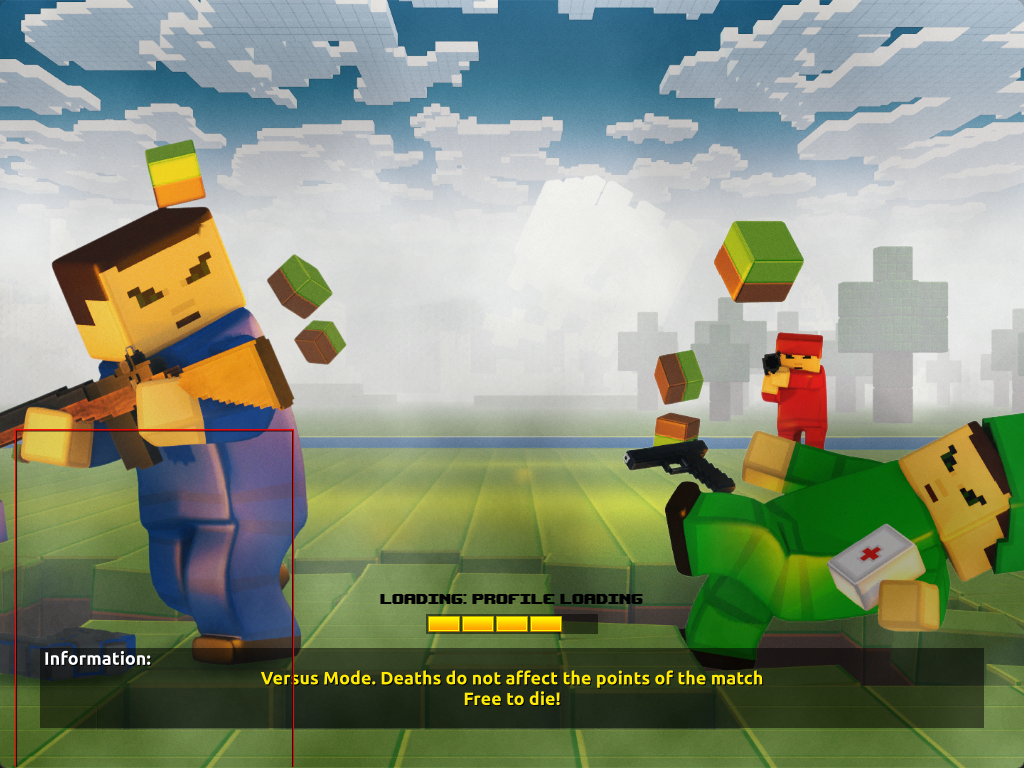 LOADING: PROFILE LOADING
Information:
Versus Mode. Deaths do not affect the points of the match
Free to die!